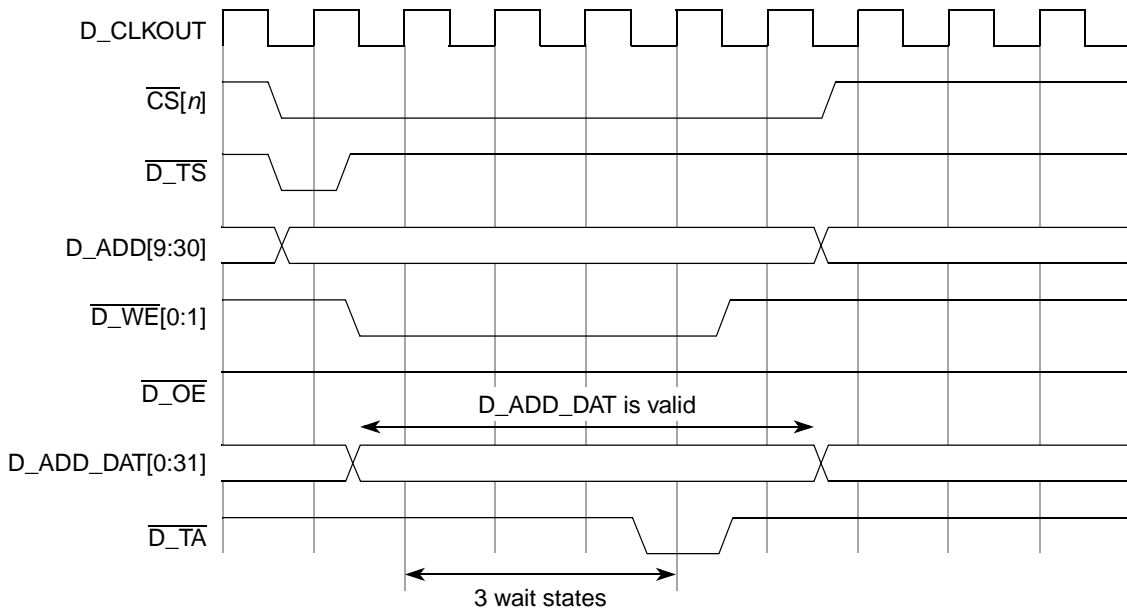 D_CLKOUT
CS[n]
D_TS
D_ADD[9:30]
D_WE[0:1]
D_OE
D_ADD_DAT is valid
D_ADD_DAT[0:31]
D_TA
3 wait states